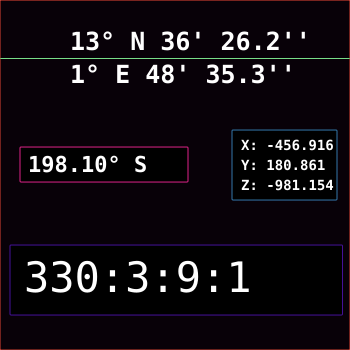 13° N 36' 26.2''
1° E 48' 35.3''
198.10° S
X: -456.916
Y: 180.861
Z: -981.154
330:3:9:1